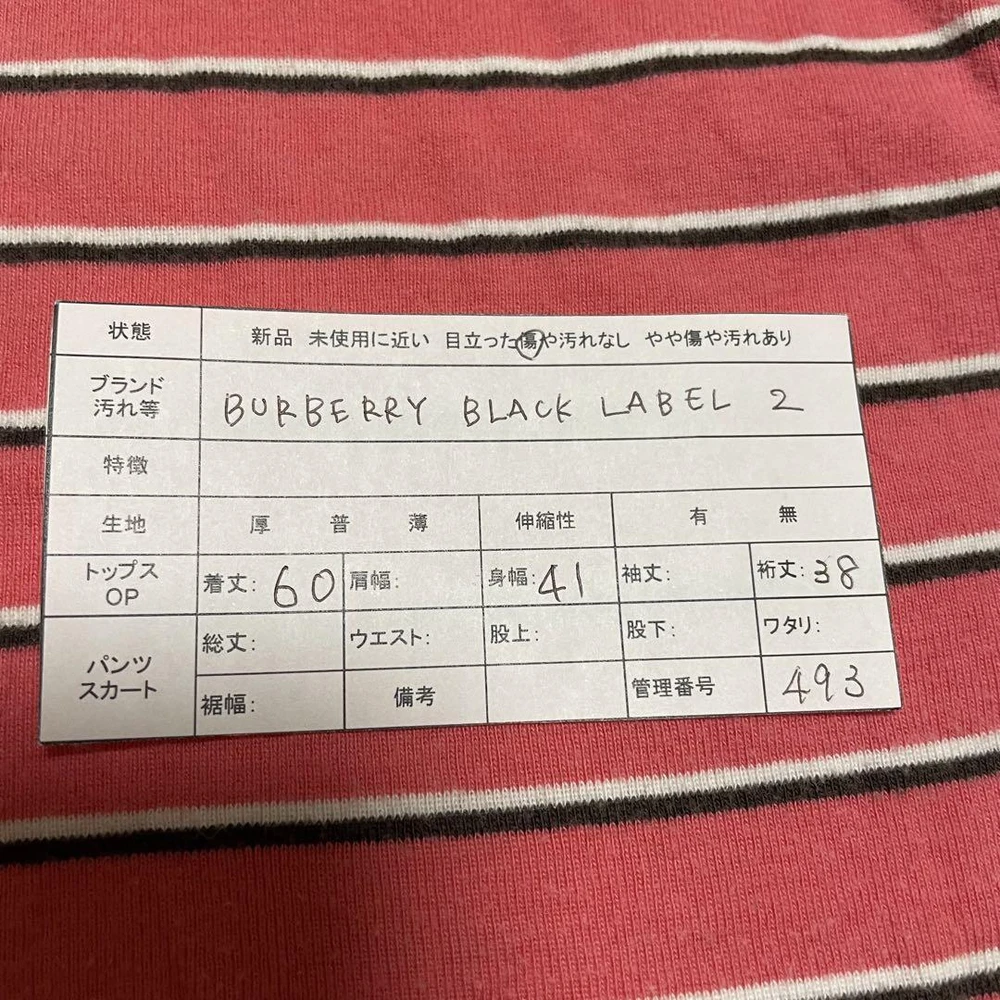 状態 新品 未使用に近い 目立った傷や汚れなし やや傷や汚れあり
ブランド
汚れ等 BURBERRY BLACK LABEL 2
特徴
生地 厚 普 薄 伸縮性 有 無
トップス
OP 着丈: 60 肩幅: 身幅: 41 袖丈: 裄丈: 38
パンツ
スカート 総丈: ウエスト: 股上: 股下: ワタリ:
裾幅: 備考 管理番号 493